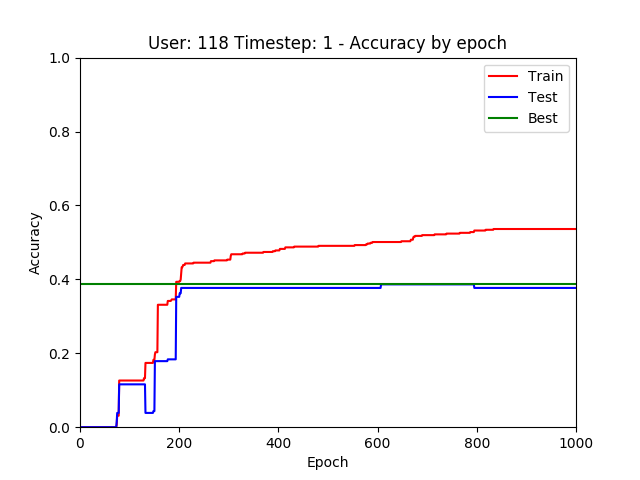 User: 118 Timestep: 1 - Accuracy by epoch
1.0
0.8
0.6
0.4
0.2
0.0
Accuracy
0 200 400 600 800 1000
Epoch
Train
Test
Best